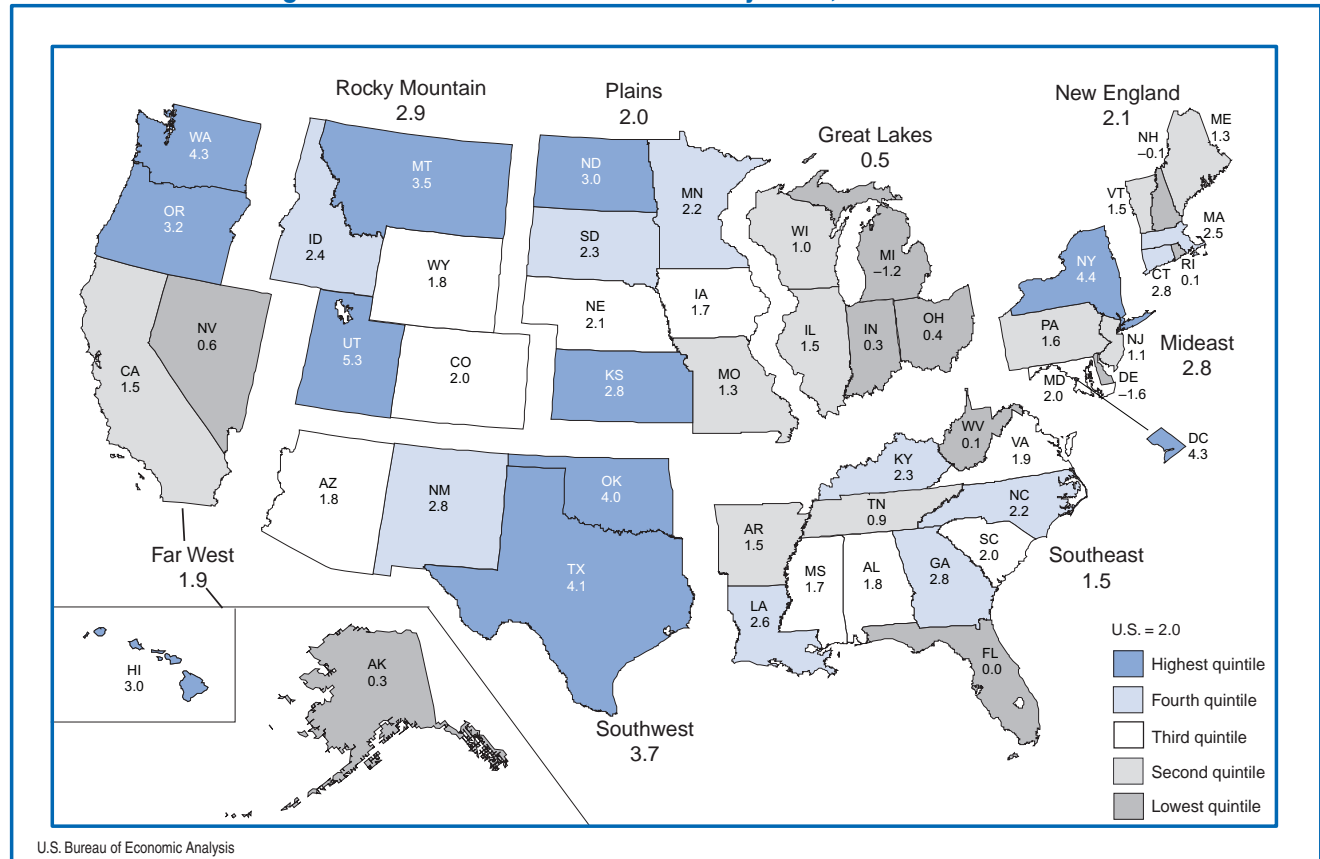 Rocky Mountain
2.9
Plains
2.0
Great Lakes
0.5
New England
2.1
WA
4.3
OR
3.2
CA
1.5
NV
0.6
ID
2.4
MT
3.5
WY
1.8
UT
5.3
CO
2.0
ND
3.0
SD
2.3
NE
2.1
KS
2.8
MN
2.2
IA
1.7
MO
1.3
WI
1.0
IL
1.5
MI
–1.2
IN
0.3
OH
0.4
ME
1.3
NH
–0.1
VT
1.5
MA
2.5
RI
0.1
CT
2.8
NY
4.4
PA
1.6
NJ
1.1
Mideast
2.8
DE
–1.6
MD
2.0
DC
4.3
AZ
1.8
NM
2.8
OK
4.0
TX
4.1
Southwest
3.7
Far West
1.9
HI
3.0
AK
0.3
WV
0.1
VA
1.9
KY
2.3
TN
0.9
NC
2.2
SC
2.0
AR
1.5
LA
2.6
MS
1.7
AL
1.8
GA
2.8
FL
0.0
Southeast
1.5
U.S. = 2.0
Highest quintile
Fourth quintile
Third quintile
Second quintile
Lowest quintile
U.S. Bureau of Economic Analysis